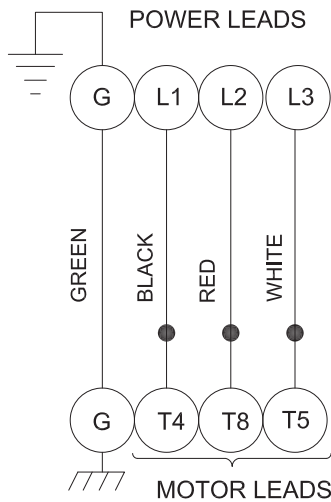 POWER LEADS
G L1 L2 L3
GREEN
BLACK
RED
WHITE
G T4 T8 T5
MOTOR LEADS